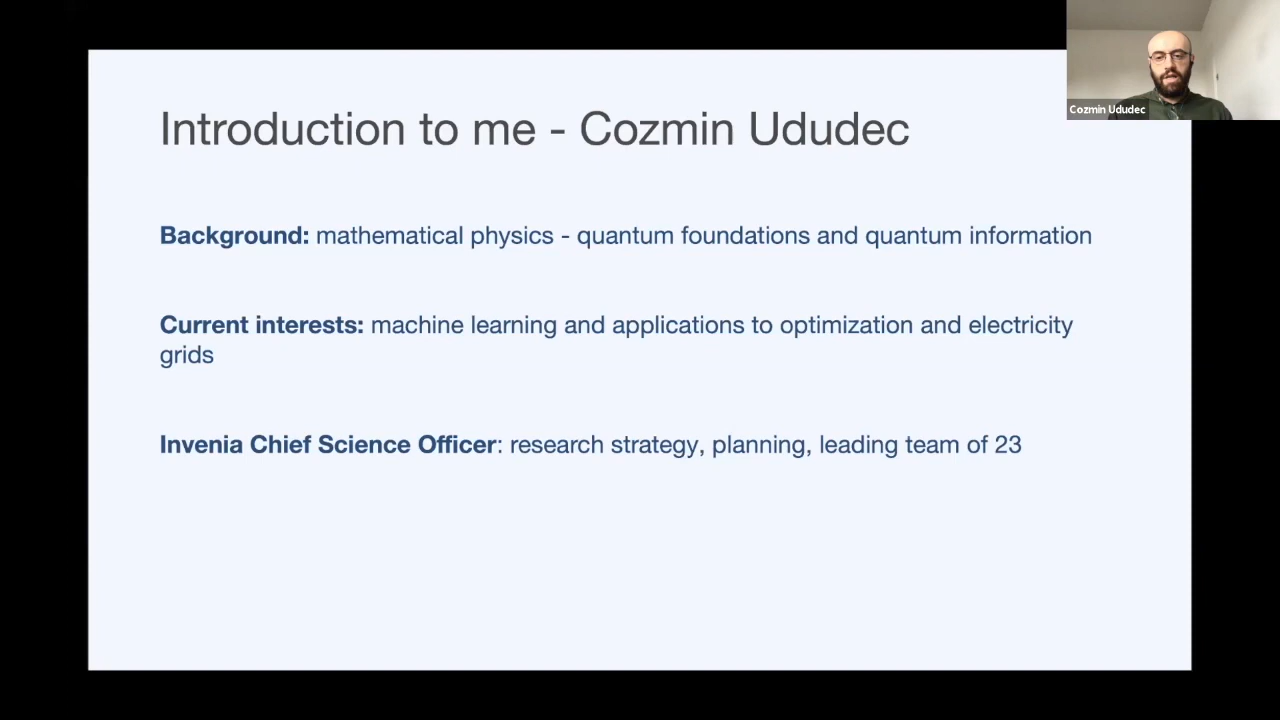 Cozmin Ududec
Introduction to me - Cozmin Ududec
Background: mathematical physics - quantum foundations and quantum information
Current interests: machine learning and applications to optimization and electricity
grids
Invenia Chief Science Officer: research strategy, planning, leading team of 23